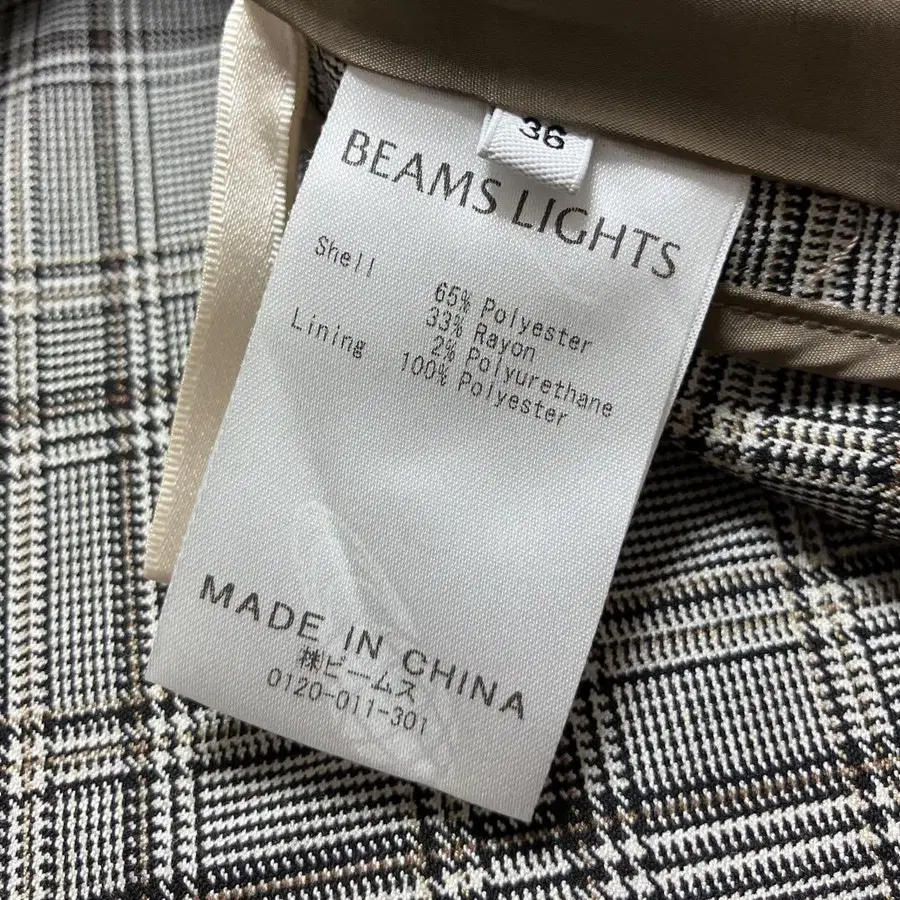 36
BEAMS LIGHTS
Shell
65% Polyester
33% Rayon
2% Polyurethane
Lining
100% Polyester
MADE IN CHINA
㈱ビームス
0120-011-301